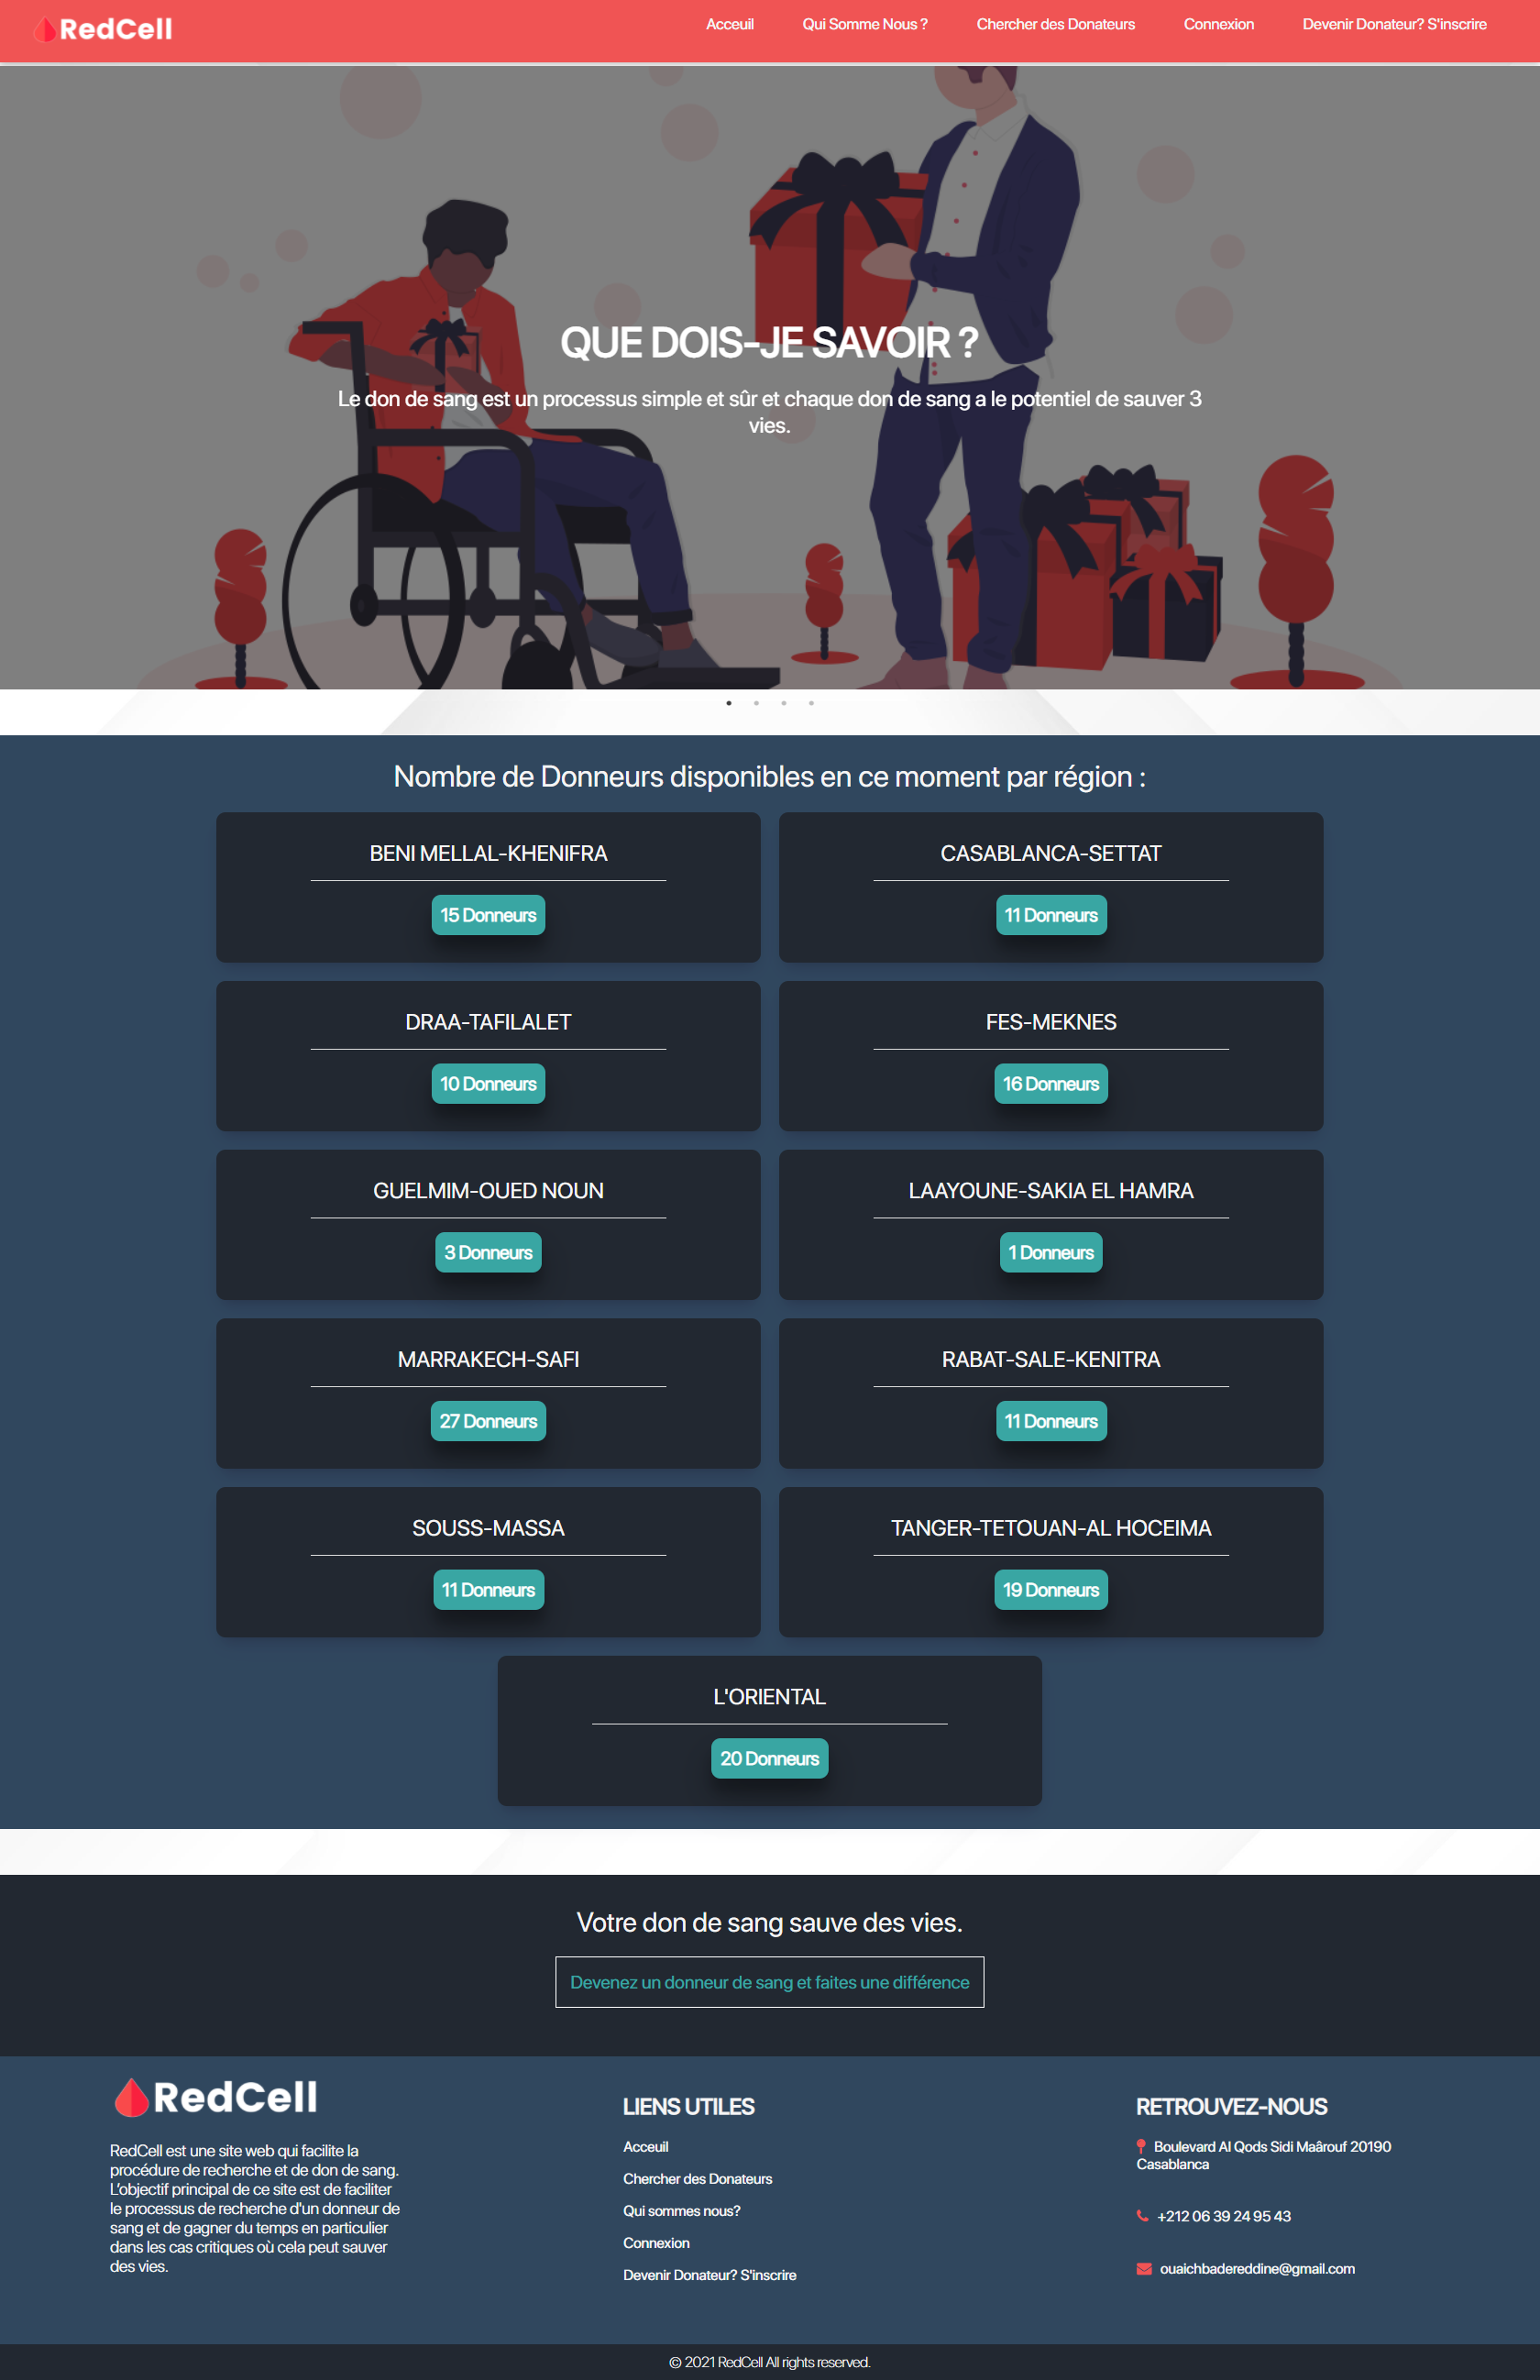 RedCell
Acceuil
Qui Somme Nous ?
Chercher des Donateurs
Connexion
Devenir Donateur? S'inscrire
QUE DOIS-JE SAVOIR ?
Le don de sang est un processus simple et sûr et chaque don de sang a le potentiel de sauver 3
vies.
Nombre de Donneurs disponibles en ce moment par région :
BENI MELLAL-KHENIFRA
15 Donneurs
CASABLANCA-SETTAT
11 Donneurs
DRAA-TAFILALET
10 Donneurs
FES-MEKNES
16 Donneurs
GUELMIM-OUED NOUN
3 Donneurs
LAAYOUNE-SAKIA EL HAMRA
1 Donneurs
MARRAKECH-SAFI
27 Donneurs
RABAT-SALE-KENITRA
11 Donneurs
SOUSS-MASSA
11 Donneurs
TANGER-TETOUAN-AL HOCEIMA
19 Donneurs
L'ORIENTAL
20 Donneurs
Votre don de sang sauve des vies.
Devenez un donneur de sang et faites une différence
RedCell
RedCell est une site web qui facilite la
procédure de recherche et de don de sang.
L’objectif principal de ce site est de faciliter
le processus de recherche d'un donneur de
sang et de gagner du temps en particulier
dans les cas critiques où cela peut sauver
des vies.
LIENS UTILES
Acceuil
Chercher des Donateurs
Qui sommes nous?
Connexion
Devenir Donateur? S'inscrire
RETROUVEZ-NOUS
Boulevard Al Qods Sidi Maârouf 20190
Casablanca
+212 06 39 24 95 43
ouaichbadereddine@gmail.com
© 2021 RedCell All rights reserved.